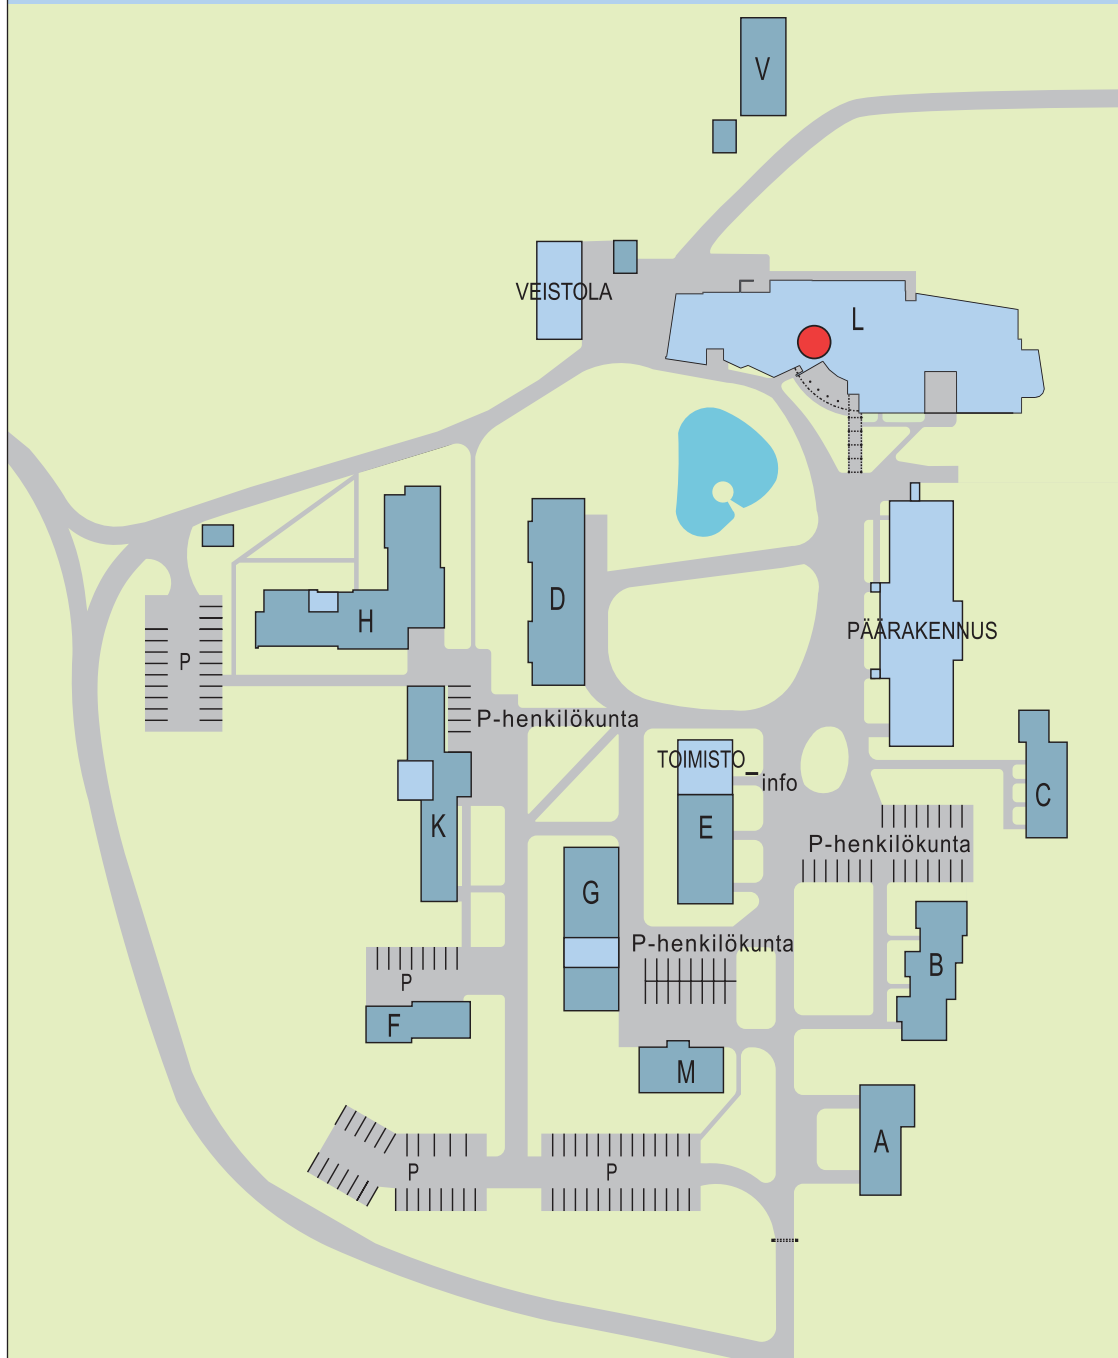 V
VEISTOLA
L
D
H
PÄÄRAKENNUS
P
P-henkilökunta
TOIMISTO
info
C
K
E
P-henkilökunta
G
P-henkilökunta
B
P
F
M
A
P
P